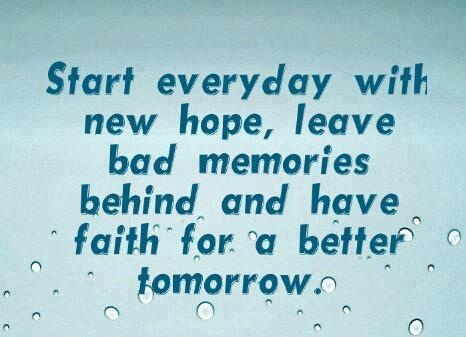 Start everyday with
new hope, leave
bad memories
behind and have
faith for a better
tomorrow.